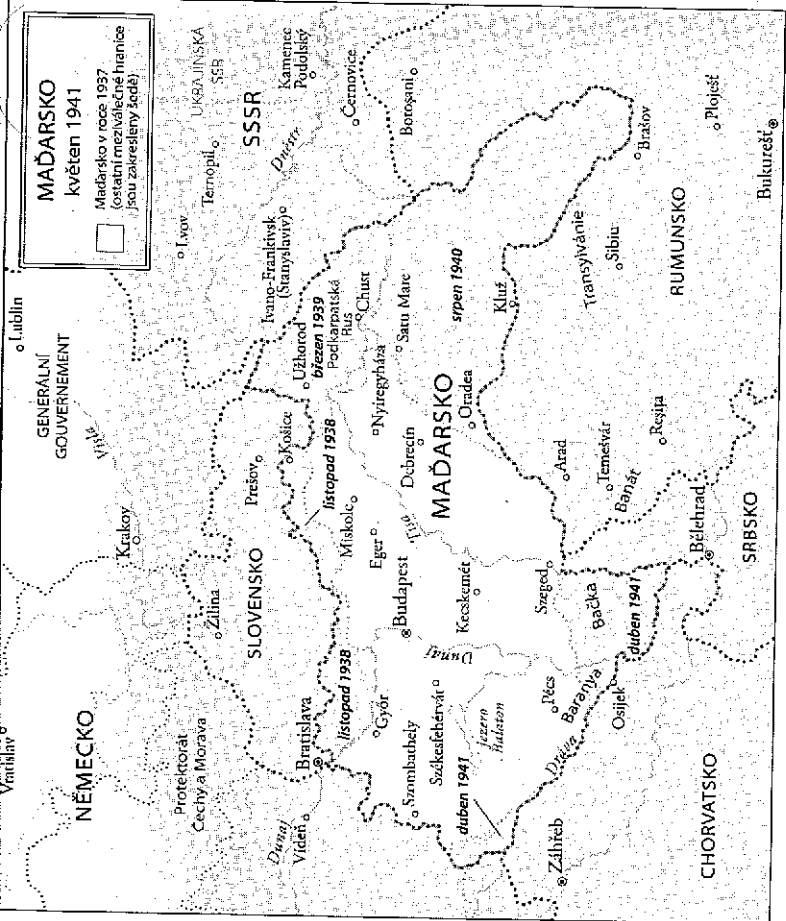 MAĎARSKO
květen 1941
Maďarsko v roce 1937
(ostatní meziválečné hranice
jsou zakresleny šedě)
Vratislav
Lublin
GENERÁLNÍ
GOUVERNEMENT
Visla
Krakov
Lvov
Ternopil
UKRAJINSKÁ
SSR
SSSR
Kamenec
Podolský
Dněstr
Černovice
Botosani
Ivano-Frankivsk
(Stanyslaviv)
NĚMECKO
Protektorát
Čechy a Morava
Žilina
SLOVENSKO
Prešov
Košice
listopad 1938
Užhorod
březen 1939
Podkarpatská
Rus
Chust
Dunaj
Vídeň
Bratislava
listopad 1938
Miskolc
Nyíregyháza
Satu Mare
Eger
Győr
Budapest
Tisa
Debrecín
srpen 1940
Szombathely
Székesfehérvár
Dunaj
MAĎARSKO
Oradea
Kluž
Kecskemét
jezero
Balaton
duben 1941
Transylvánie
Sibiu
Brašov
Pécs
Szeged
Arad
Baranya
Bačka
Temešvár
Banát
Dráva
Osijek
duben 1941
Resița
RUMUNSKO
Ploješť
Záhřeb
CHORVATSKO
Bělehrad
SRBSKO
Bukurešť